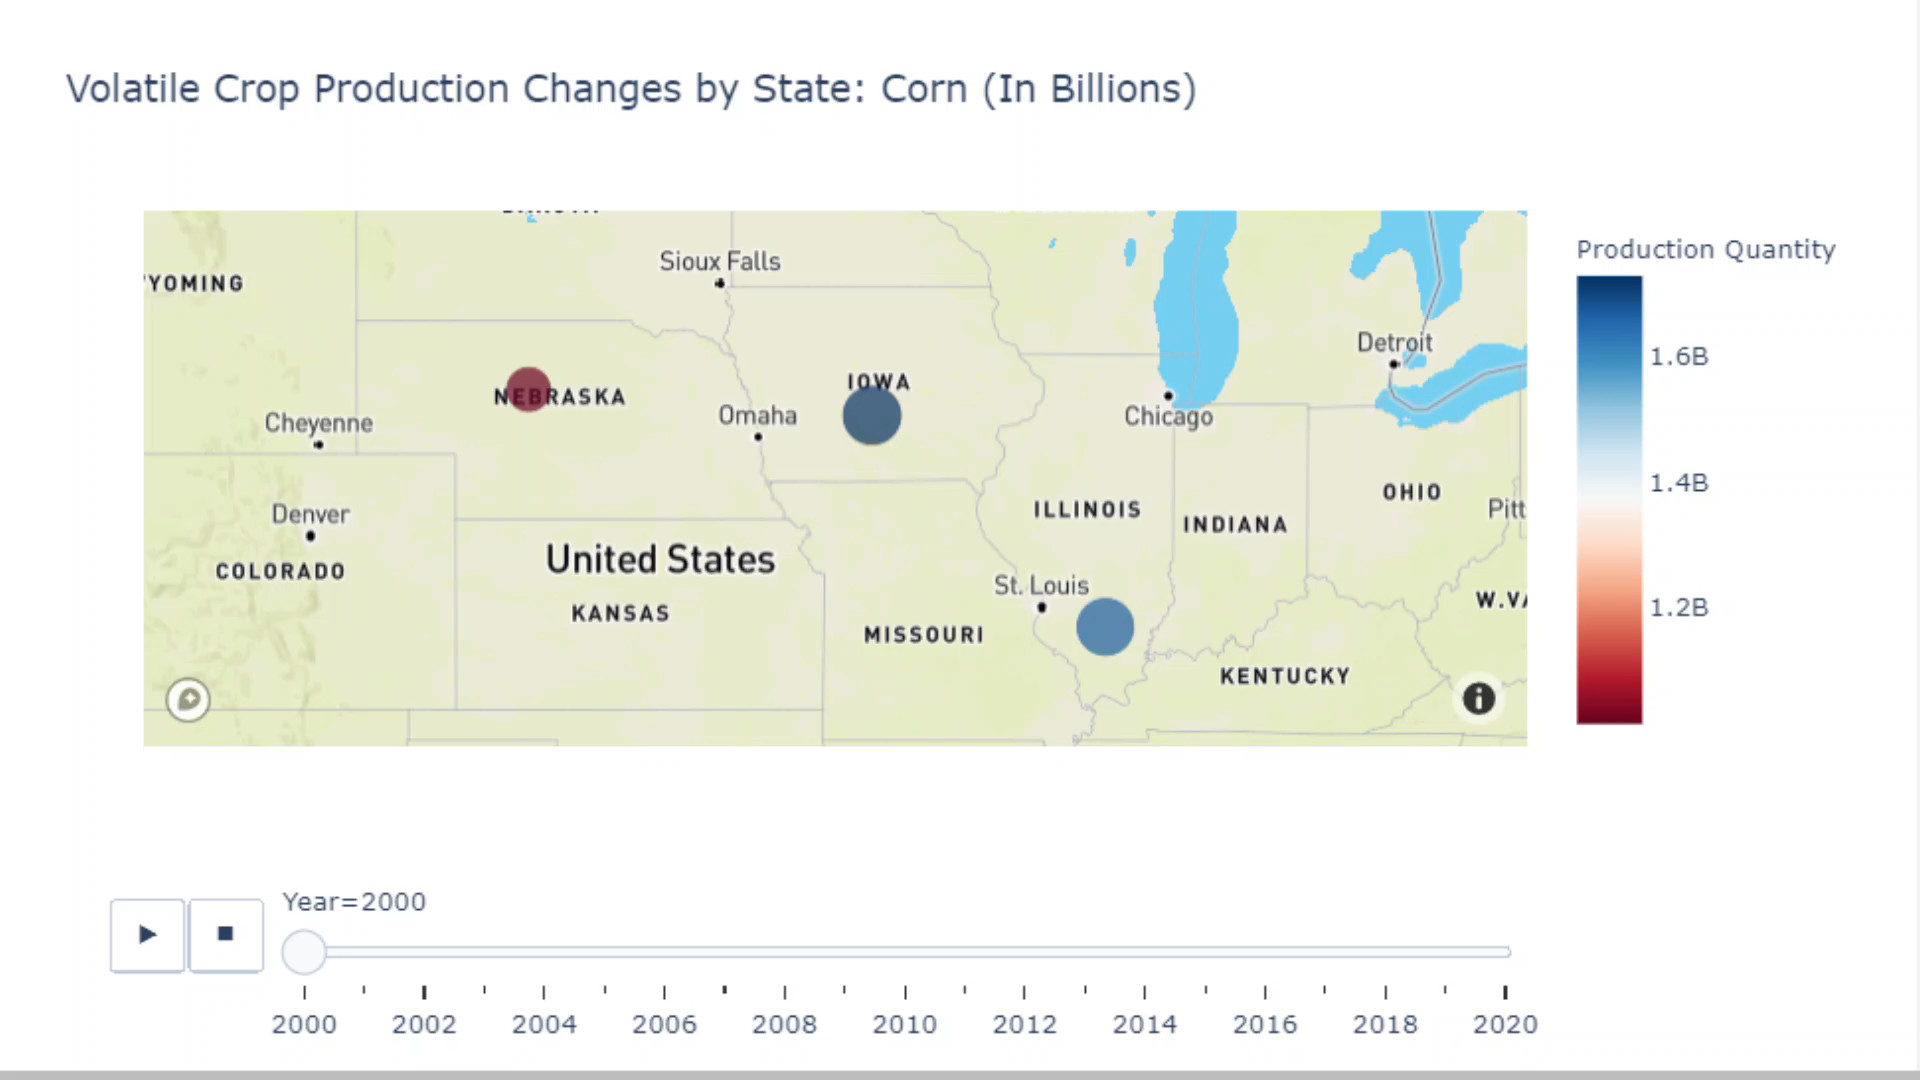 Volatile Crop Production Changes by State: Corn (In Billions)
Sioux Falls
YOMING
Production Quantity
Detroit
1.6B
IOWA
NEBRASKA
Omaha
Chicago
Cheyenne
1.4B
OHIO
ILLINOIS
Pitt
Denver
INDIANA
United States
COLORADO
St. Louis
W.VA
1.2B
KANSAS
MISSOURI
KENTUCKY
Year=2000
2000 2002 2004 2006 2008 2010 2012 2014 2016 2018 2020